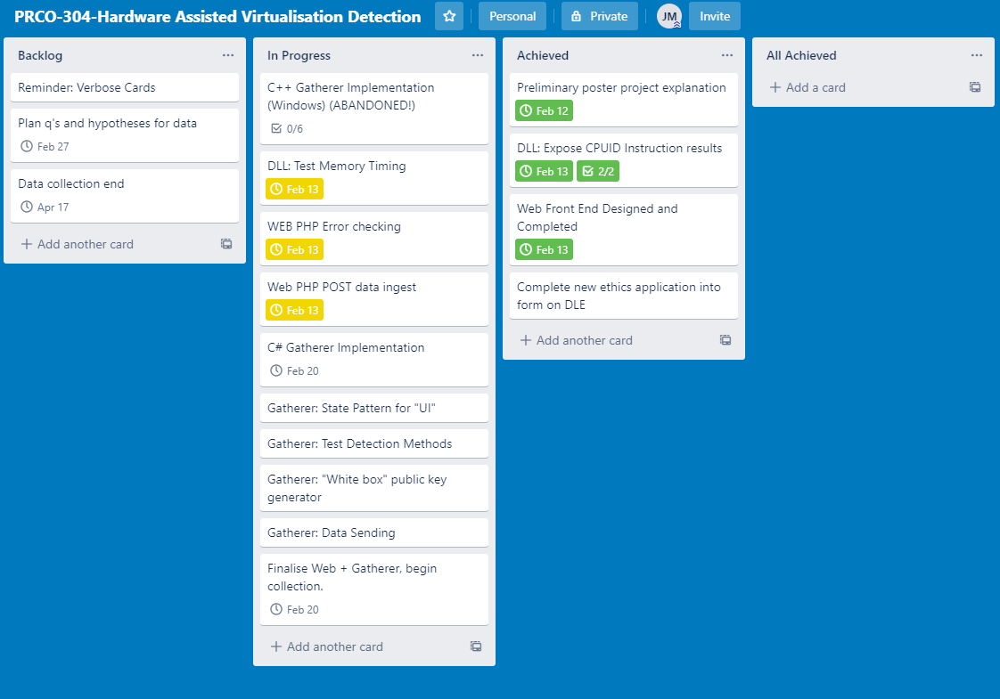 PRCO-304-Hardware Assisted Virtualisation Detection
Personal
Private
JM
Invite
Backlog
Reminder: Verbose Cards
Plan q's and hypotheses for data
Feb 27
Data collection end
Apr 17
Add another card
In Progress
C++ Gatherer Implementation
(Windows) (ABANDONED!)
0/6
DLL: Test Memory Timing
Feb 13
WEB PHP Error checking
Feb 13
Web PHP POST data ingest
Feb 13
C# Gatherer Implementation
Feb 20
Gatherer: State Pattern for "UI"
Gatherer: Test Detection Methods
Gatherer: "White box" public key
generator
Gatherer: Data Sending
Finalise Web + Gatherer, begin
collection.
Feb 20
Add another card
Achieved
Preliminary poster project explanation
Feb 12
DLL: Expose CPUID Instruction results
Feb 13 2/2
Web Front End Designed and
Completed
Feb 13
Complete new ethics application into
form on DLE
Add another card
All Achieved
Add a card